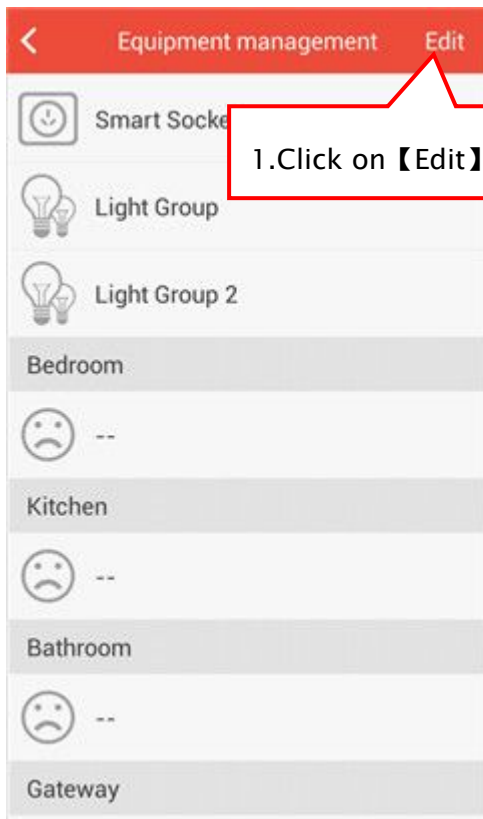 Equipment management Edit
Smart Socke
1.Click on【Edit】
Light Group
Light Group 2
Bedroom
--
Kitchen
--
Bathroom
--
Gateway